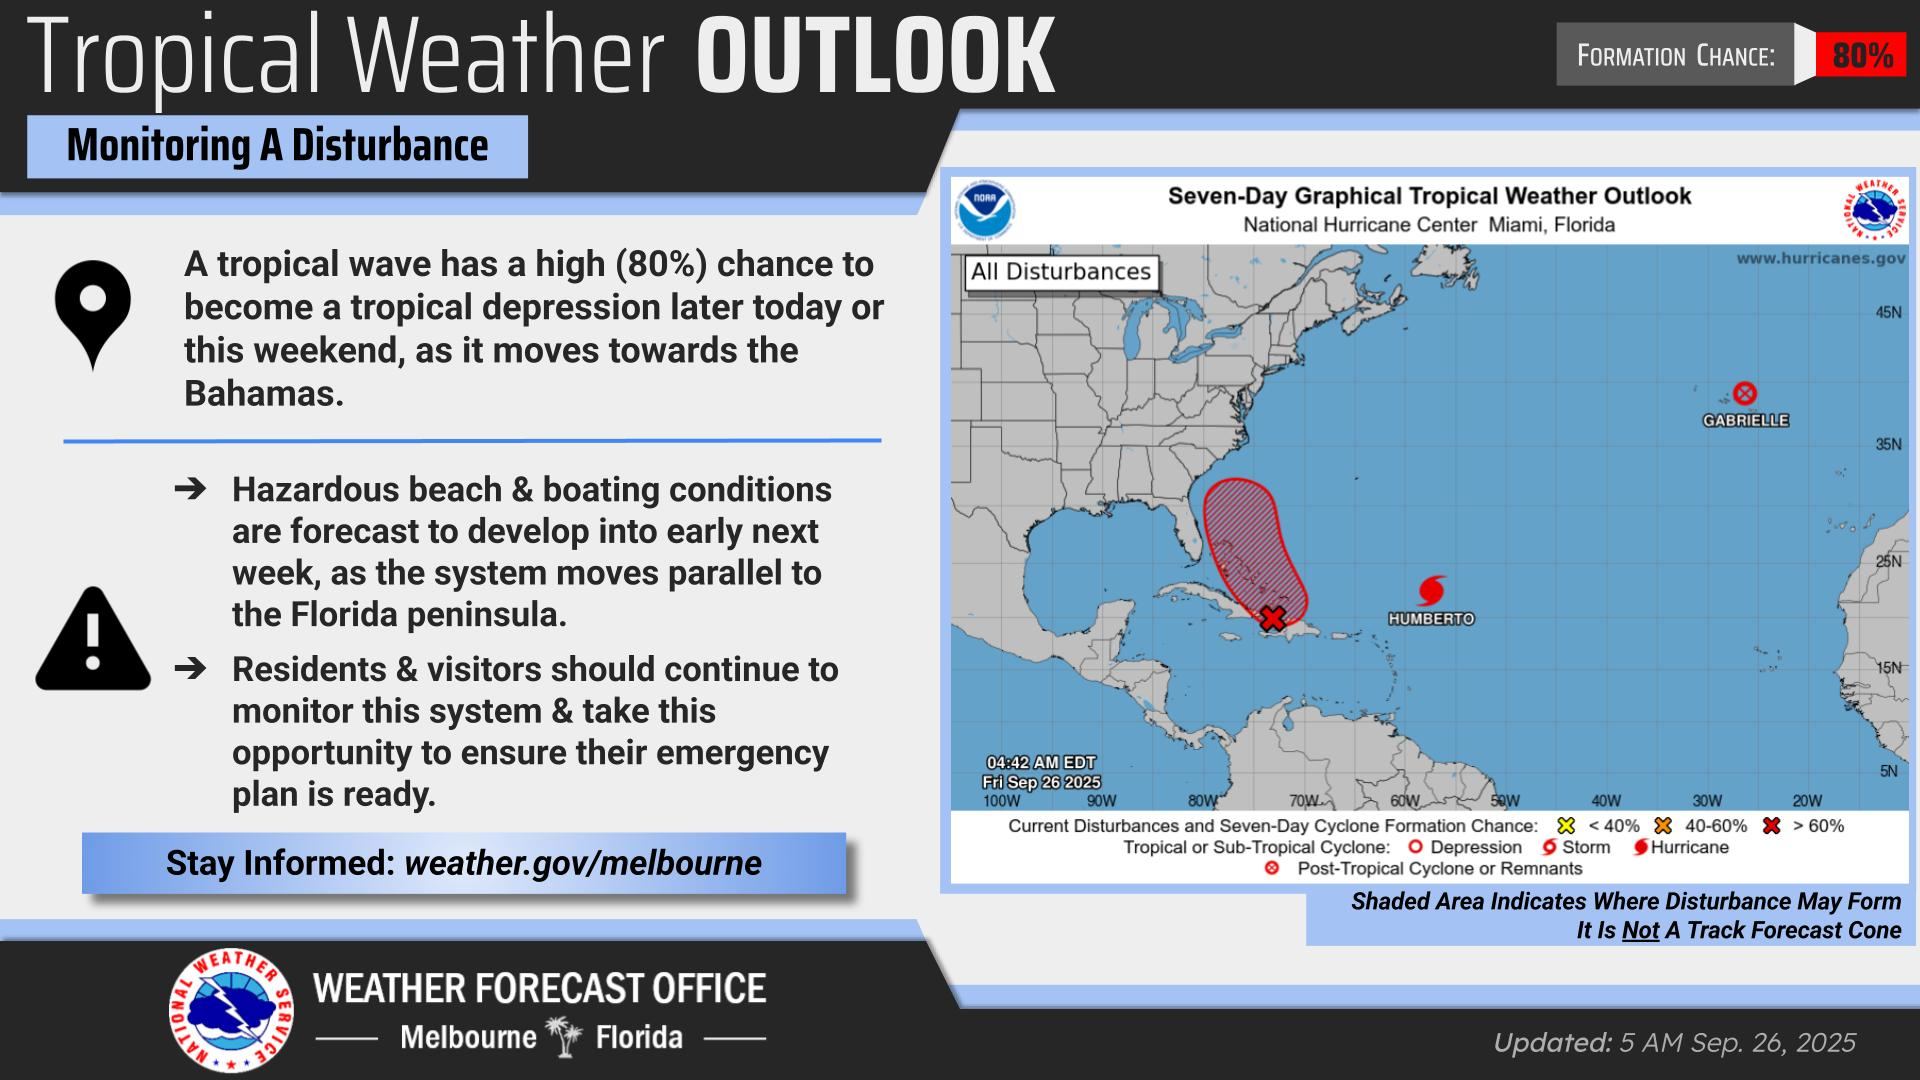 Tropical Weather OUTLOOK
FORMATION CHANCE: 80%
Monitoring A Disturbance
A tropical wave has a high (80%) chance to
become a tropical depression later today or
this weekend, as it moves towards the
Bahamas.
➔ Hazardous beach & boating conditions
are forecast to develop into early next
week, as the system moves parallel to
the Florida peninsula.
➔ Residents & visitors should continue to
monitor this system & take this
opportunity to ensure their emergency
plan is ready.
Stay Informed: weather.gov/melbourne
NATIONAL WEATHER SERVICE
WEATHER FORECAST OFFICE
Melbourne Florida
NOAA
Seven-Day Graphical Tropical Weather Outlook
National Hurricane Center Miami, Florida
NATIONAL WEATHER SERVICE
All Disturbances
www.hurricanes.gov
45N
GABRIELLE
35N
25N
HUMBERTO
15N
04:42 AM EDT
Fri Sep 26 2025
5N
100W 90W 80W 70W 60W 50W 40W 30W 20W
Current Disturbances and Seven-Day Cyclone Formation Chance: < 40% 40-60% > 60%
Tropical or Sub-Tropical Cyclone: Depression Storm Hurricane
Post-Tropical Cyclone or Remnants
Shaded Area Indicates Where Disturbance May Form
It Is Not A Track Forecast Cone
Updated: 5 AM Sep. 26, 2025